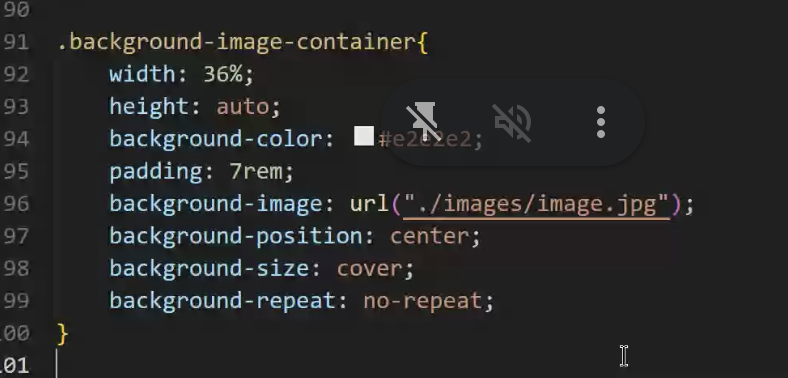 90
91 .background-image-container{
92 width: 36%;
93 height: auto;
94 background-color: #e2e2e2;
95 padding: 7rem;
96 background-image: url("./images/image.jpg");
97 background-position: center;
98 background-size: cover;
99 background-repeat: no-repeat;
00 }
01